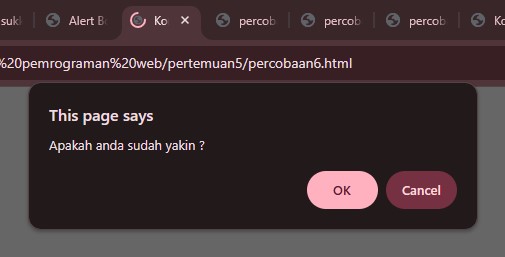 Alert B
Ko
percob
percob
percob
Ko
%20pemrograman%20web/pertemuan5/percobaan6.html
This page says
Apakah anda sudah yakin ?
OK
Cancel